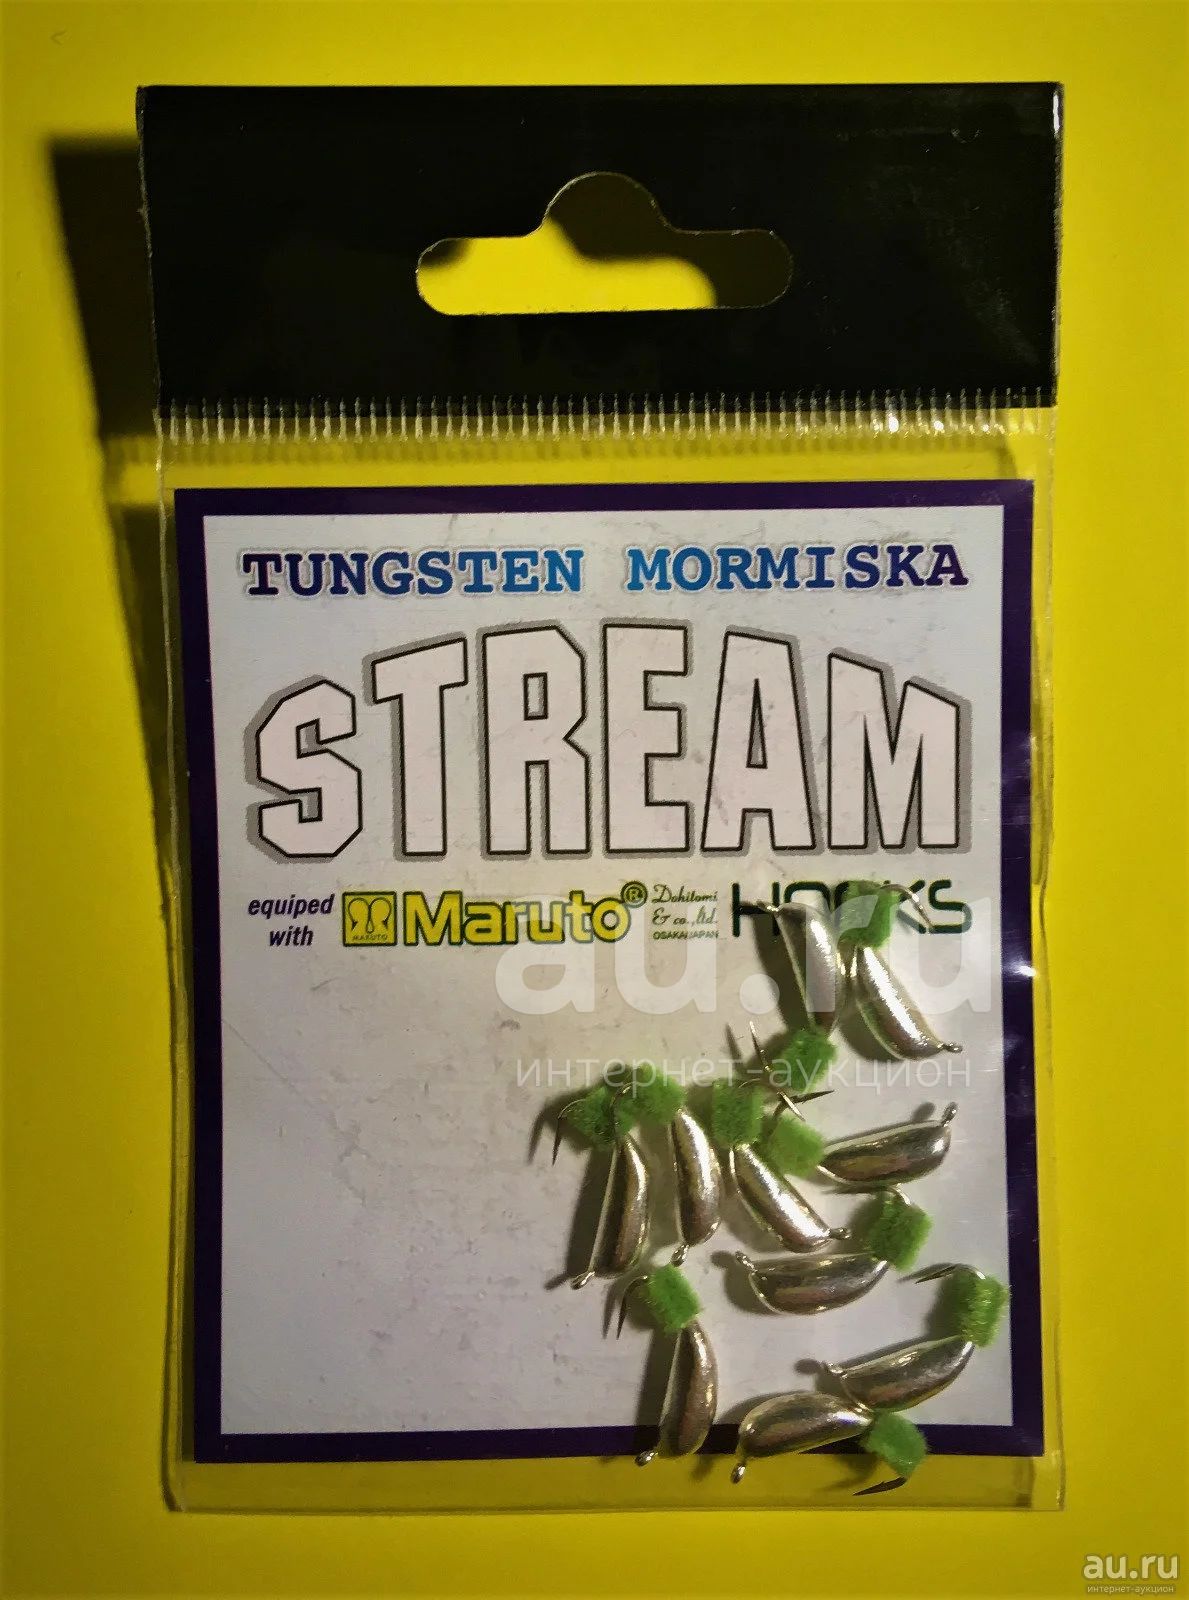 TUNGSTEN MORMISKA
STREAM
equiped with
MARUTO
Maruto®
Dohitomi
& co., ltd.
OSAKA JAPAN
HOOKS
au.ru
интернет-аукцион
au.ru
интернет-аукцион